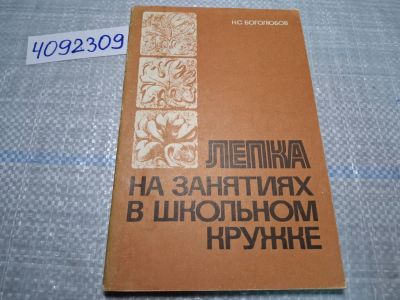 4092309
Н.С. БОГОЛЮБОВ
ЛЕПКА
НА ЗАНЯТИЯХ
В ШКОЛЬНОМ
КРУЖКЕ